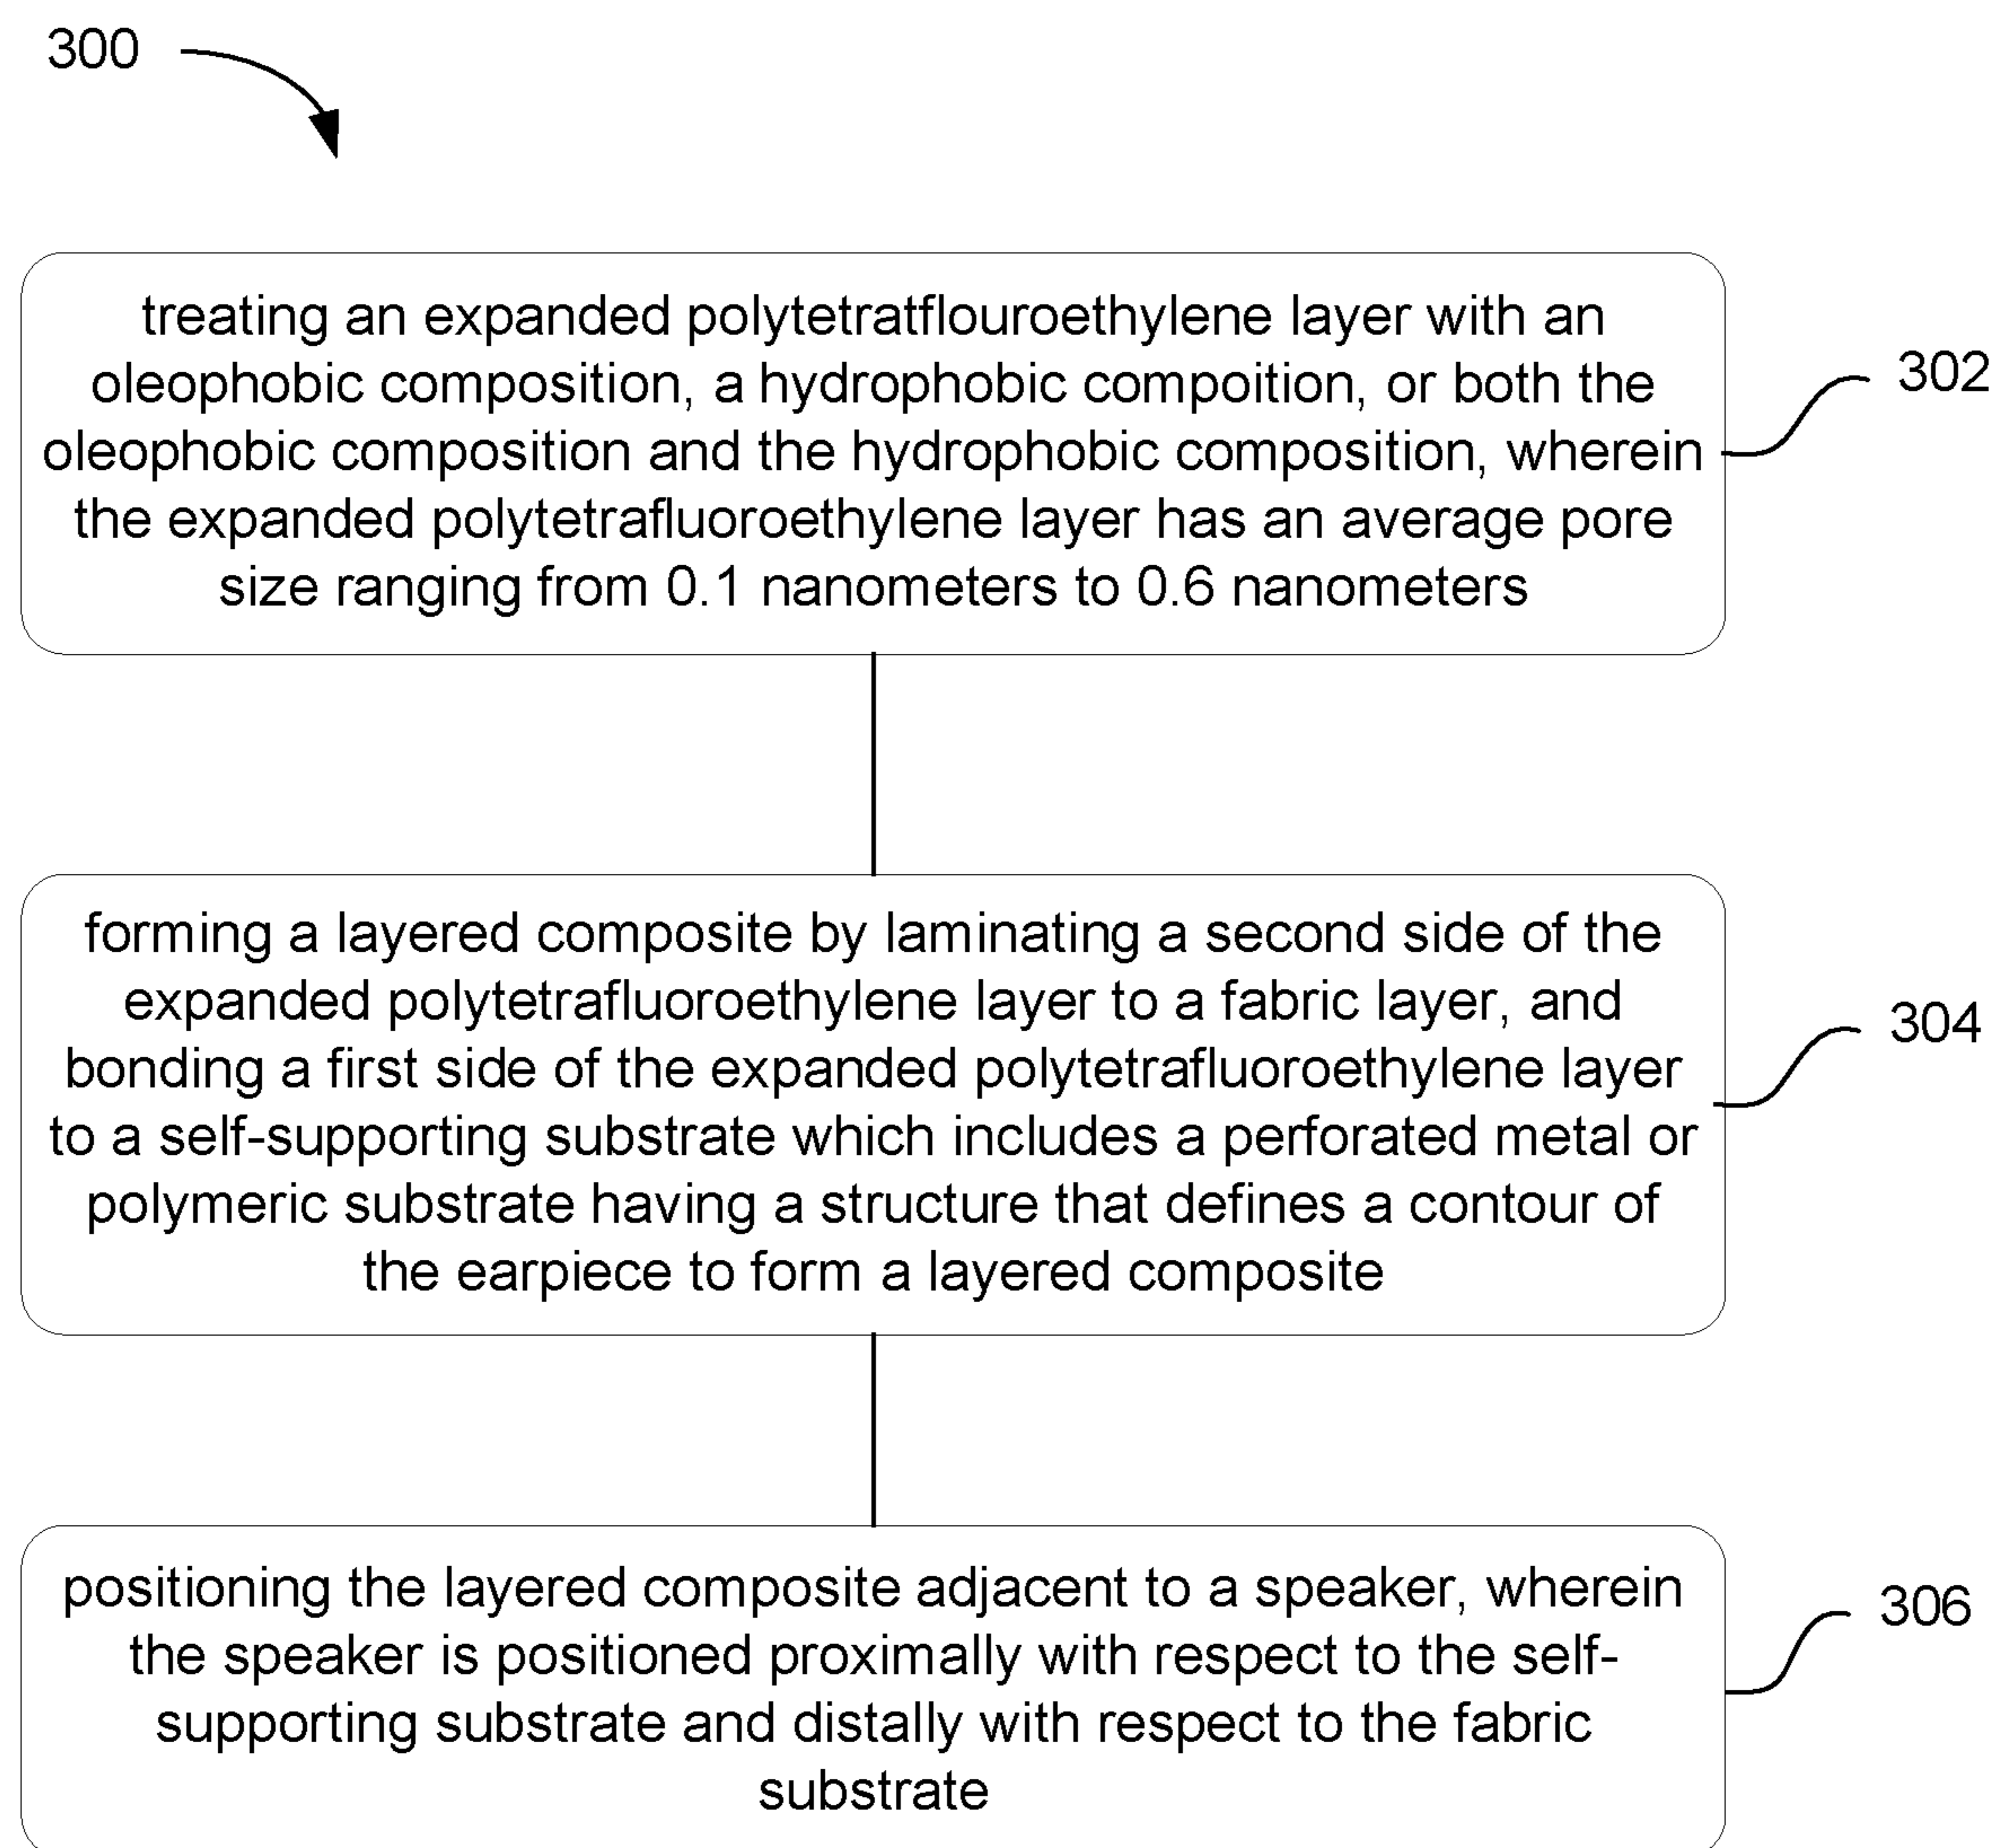 300
treating an expanded polytetratflouroethylene layer with an
oleophobic composition, a hydrophobic compoition, or both the
oleophobic composition and the hydrophobic composition, wherein
the expanded polytetrafluoroethylene layer has an average pore
size ranging from 0.1 nanometers to 0.6 nanometers
302
forming a layered composite by laminating a second side of the
expanded polytetrafluoroethylene layer to a fabric layer, and
bonding a first side of the expanded polytetrafluoroethylene layer
to a self-supporting substrate which includes a perforated metal or
polymeric substrate having a structure that defines a contour of
the earpiece to form a layered composite
304
positioning the layered composite adjacent to a speaker, wherein
the speaker is positioned proximally with respect to the self-
supporting substrate and distally with respect to the fabric
substrate
306